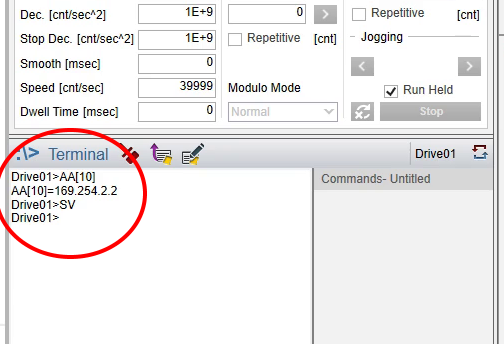 Dec. [cnt/sec^2] 1E+9 0 > Repetitive [cnt]
Stop Dec. [cnt/sec^2] 1E+9 Repetitive [cnt] Jogging
Smooth [msec] 0 < >
Speed [cnt/sec] 39999 Modulo Mode Run Held
Dwell Time [msec] 0 Normal Stop
.:\> Terminal Drive01
Drive01>AA[10]
AA[10]=169.254.2.2
Drive01>SV
Drive01>
Commands- Untitled